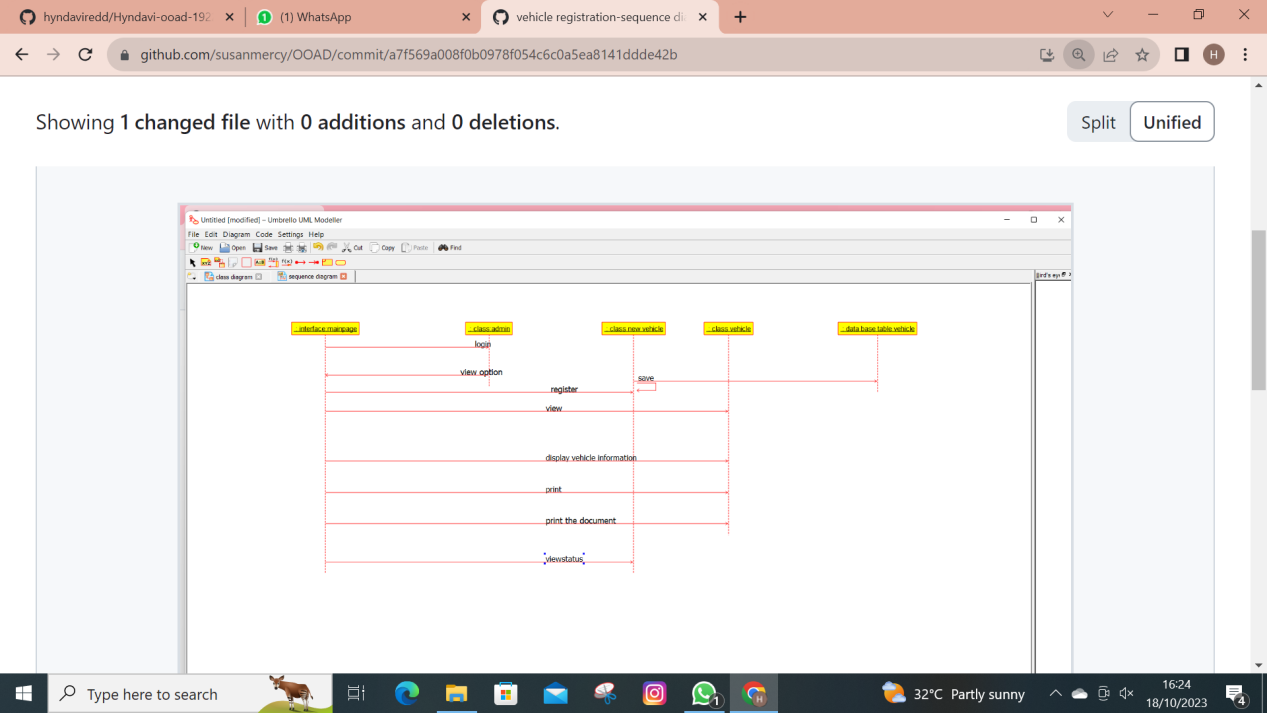 hyndaviredd/Hyndavi-ooad-192
(1) WhatsApp
vehicle registration-sequence di
github.com/susanmercy/OOAD/commit/a7f569a008f0b0978f054c6c0a5ea8141ddde42b
H
Showing 1 changed file with 0 additions and 0 deletions.
Split
Unified
Untitled [modified] – Umbrello UML Modeller
File Edit Diagram Code Settings Help
New Open Save Cut Copy Paste Find
class diagram
sequence diagram
interface mainpage
class admin
class new vehicle
class vehicle
data base table vehicle
login
view option
save
register
view
display vehicle information
print
print the document
viewstatus
Type here to search
1
H
32°C Partly sunny
16:24
18/10/2023
4